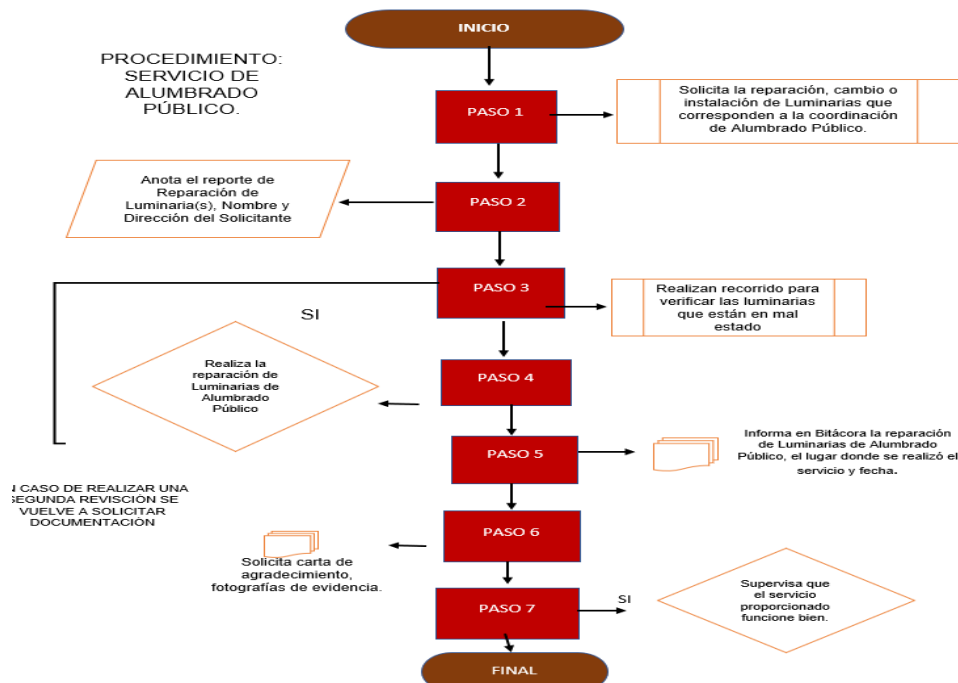 INICIO
PROCEDIMIENTO:
SERVICIO DE
ALUMBRADO
PÚBLICO.
PASO 1
Solicita la reparación, cambo o
instalación de Luminarias que
corresponden a la coordinación
de Alumbrado Público.
Anota el reporte de
Reparación de
Luminaria(s), Nombre y
Dirección del Solicitante
PASO 2
PASO 3
Realizan recorrido para
verificar las luminarias
que están en mal
estado
SI
Realiza la
reparación de
Luminarias de
Alumbrado
Público
PASO 4
PASO 5
Informa en Bitácora la reparación
de Luminarias de Alumbrado
Público, el lugar donde se realizó el
servicio y fecha.
CASO DE REALIZAR UNA
SEGUNDA REVISCIÓN SE
VUELVE A SOLICITAR
DOCUMENTACIÓN
PASO 6
Solicita carta de
agradecimiento,
fotografías de evidencia.
PASO 7
SI
Supervisa que
el servicio
proporcionado
funcione bien.
FINAL